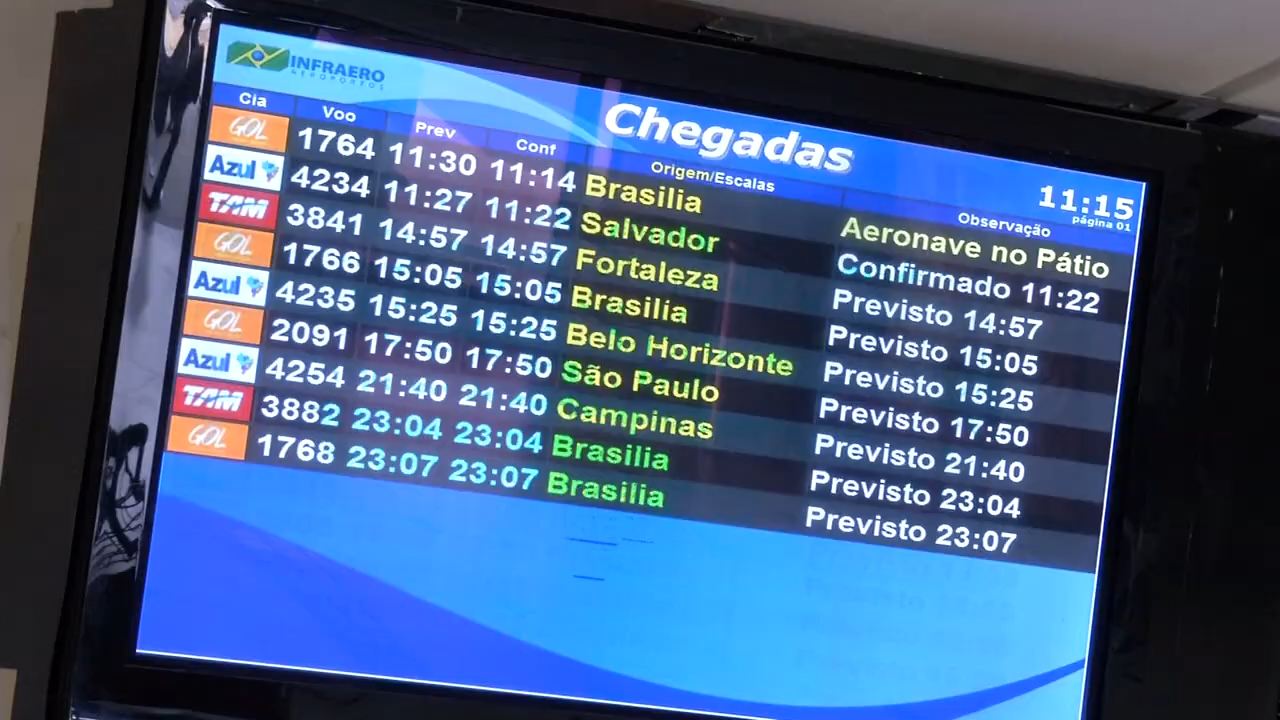 INFRAERO
AEROPORTOS
Chegadas
11:15
página 01
Cia Voo Prev Conf Origem/Escalas Observação
GOL 1764 11:30 11:14 Brasilia Aeronave no Pátio
Azul 4234 11:27 11:22 Salvador Confirmado 11:22
TAM 3841 14:57 14:57 Fortaleza Previsto 14:57
GOL 1766 15:05 15:05 Brasilia Previsto 15:05
Azul 4235 15:25 15:25 Belo Horizonte Previsto 15:25
GOL 2091 17:50 17:50 São Paulo Previsto 17:50
Azul 4254 21:40 21:40 Campinas Previsto 21:40
TAM 3882 23:04 23:04 Brasilia Previsto 23:04
GOL 1768 23:07 23:07 Brasilia Previsto 23:07